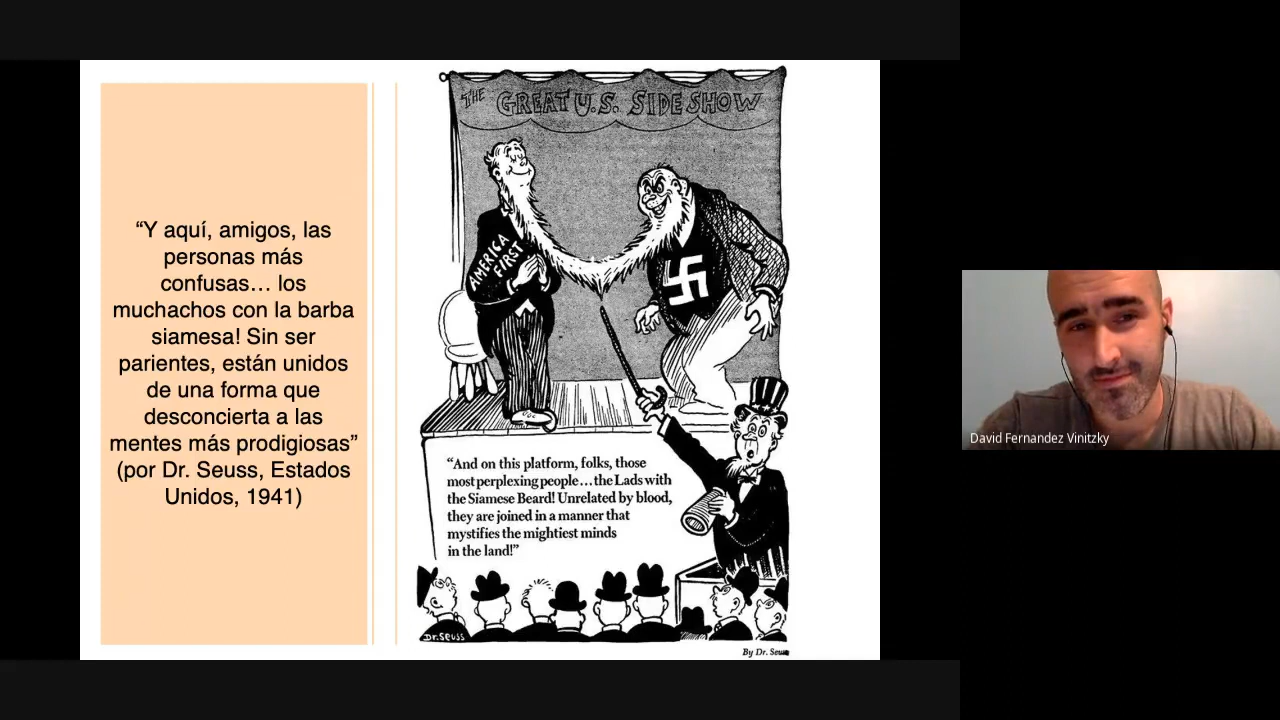 “Y aquí, amigos, las
personas más
confusas… los
muchachos con la barba
siamesa! Sin ser
parientes, están unidos
de una forma que
desconcierta a las
mentes más prodigiosas”
(por Dr. Seuss, Estados
Unidos, 1941)
THE GREAT U.S. SIDE SHOW
AMERICA
FIRST
“And on this platform, folks, those
most perplexing people...the Lads with
the Siamese Beard! Unrelated by blood,
they are joined in a manner that
mystifies the mightiest minds
in the land!”
Dr. Seuss
By Dr. Seuss
David Fernandez Vinitzky